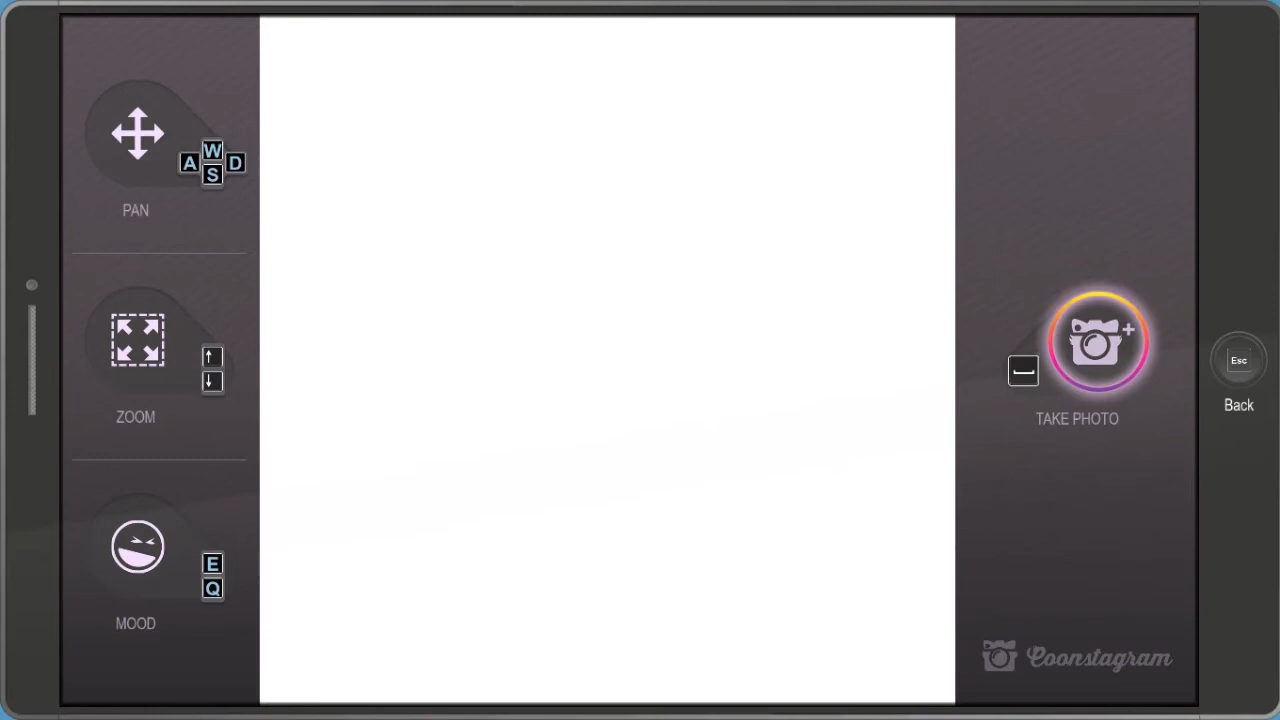 W
A D
S
PAN
ZOOM
E
Q
MOOD
TAKE PHOTO
Esc
Back
Coonstagram